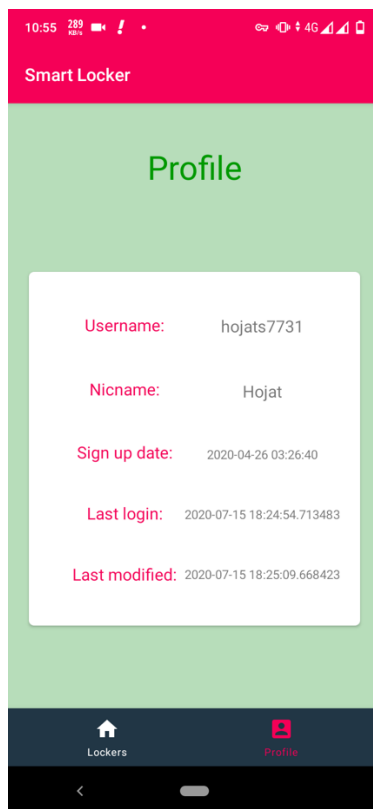 10:55 289 KB/s 4G
Smart Locker
Profile
Username: hojats7731
Nicname: Hojat
Sign up date: 2020-04-26 03:26:40
Last login: 2020-07-15 18:24:54.713483
Last modified: 2020-07-15 18:25:09.668423
Lockers Profile